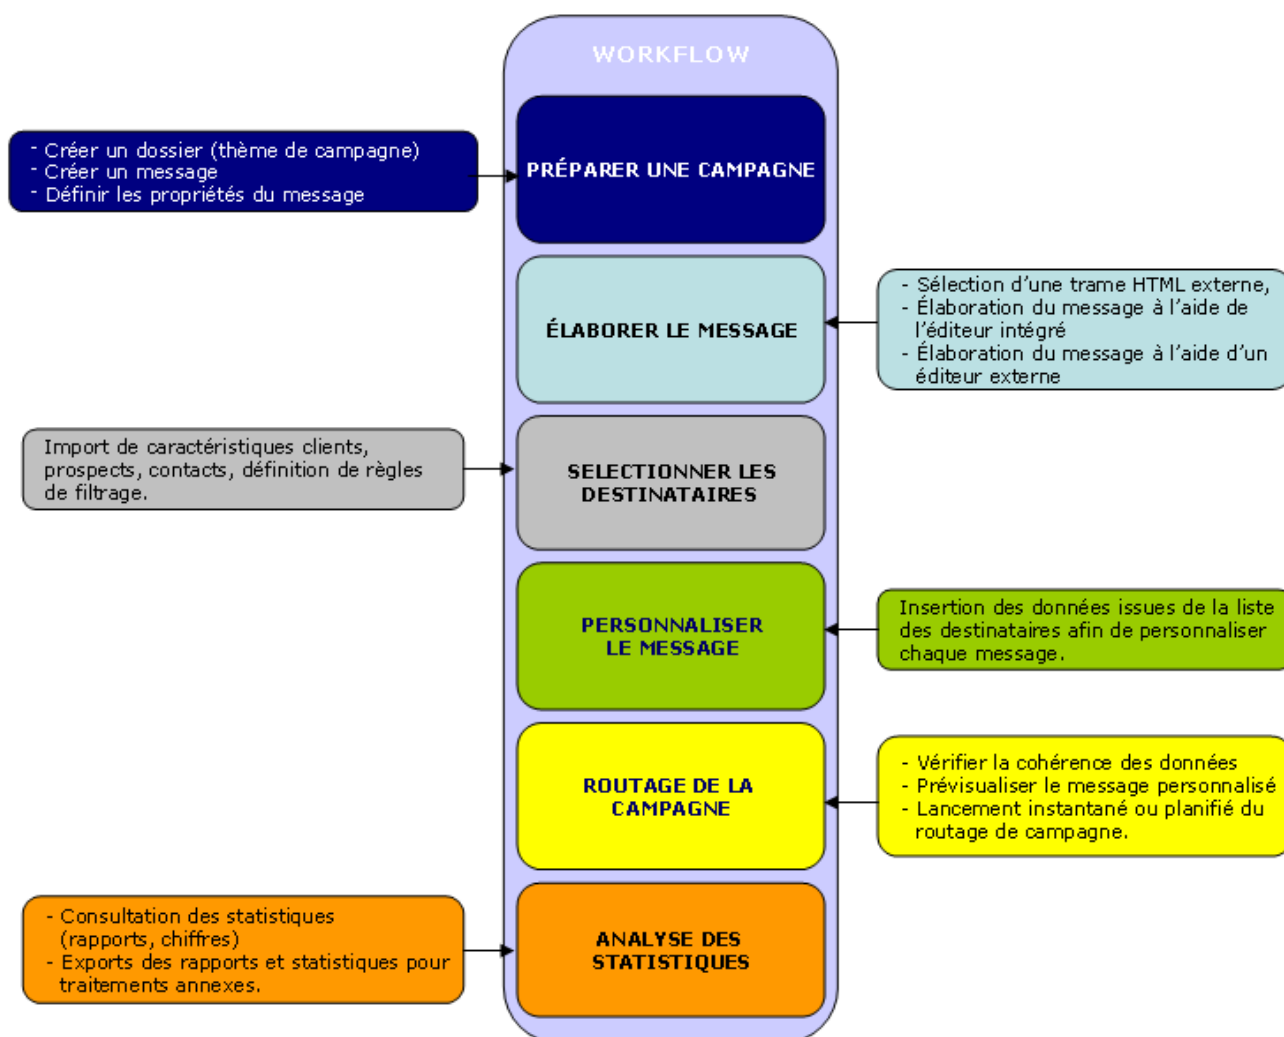 WORKFLOW
- Créer un dossier (thème de campagne)
- Créer un message
- Définir les propriétés du message
PRÉPARER UNE CAMPAGNE
ÉLABORER LE MESSAGE
- Sélection d'une trame HTML externe,
- Élaboration du message à l'aide de
l'éditeur intégré
- Élaboration du message à l'aide d'un
éditeur externe
Import de caractéristiques clients,
prospects, contacts, définition de règles
de filtrage.
SELECTIONNER LES
DESTINATAIRES
PERSONNALISER
LE MESSAGE
Insertion des données issues de la liste
des destinataires afin de personnaliser
chaque message.
ROUTAGE DE LA
CAMPAGNE
- Vérifier la cohérence des données
- Prévisualiser le message personnalisé
- Lancement instantané ou planifié du
routage de campagne.
- Consultation des statistiques
(rapports, chiffres)
- Exports des rapports et statistiques pour
traitements annexes.
ANALYSE DES
STATISTIQUES